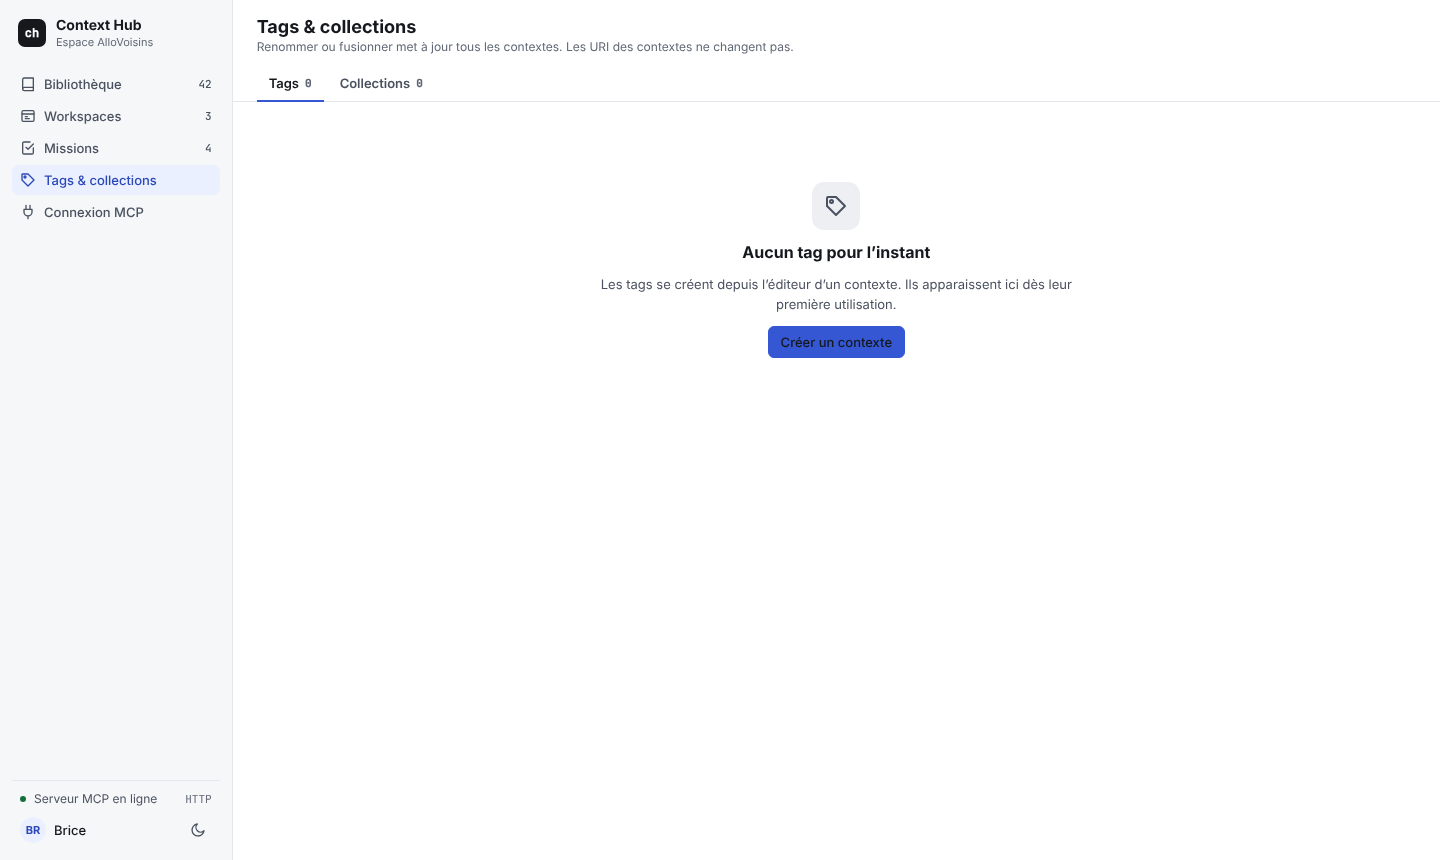 ch
Context Hub
Espace AlloVoisins
Bibliothèque 42
Workspaces 3
Missions 4
Tags & collections
Connexion MCP
Serveur MCP en ligne HTTP
BR Brice
Tags & collections
Renommer ou fusionner met à jour tous les contextes. Les URI des contextes ne changent pas.
Tags 0 Collections 0
Aucun tag pour l’instant
Les tags se créent depuis l’éditeur d’un contexte. Ils apparaissent ici dès leur
première utilisation.
Créer un contexte